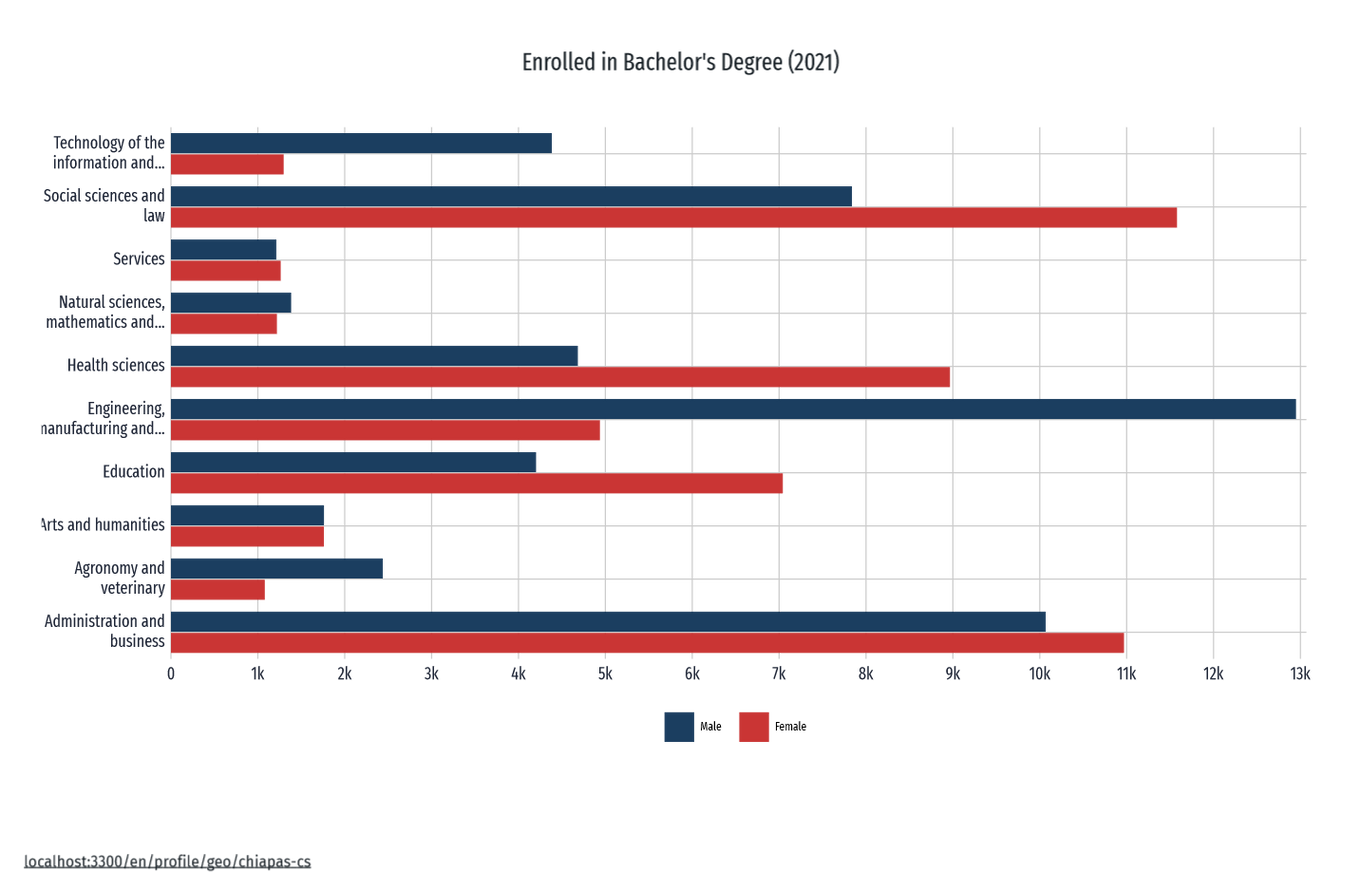 Enrolled in Bachelor's Degree (2021)
Technology of the
information and...
Social sciences and
law
Services
Natural sciences,
mathematics and...
Health sciences
Engineering,
anufacturing and...
Education
Arts and humanities
Agronomy and
veterinary
Administration and
business
0 1k 2k 3k 4k 5k 6k 7k 8k 9k 10k 11k 12k 13k
Male Female
localhost:3300/en/profile/geo/chiapas-cs